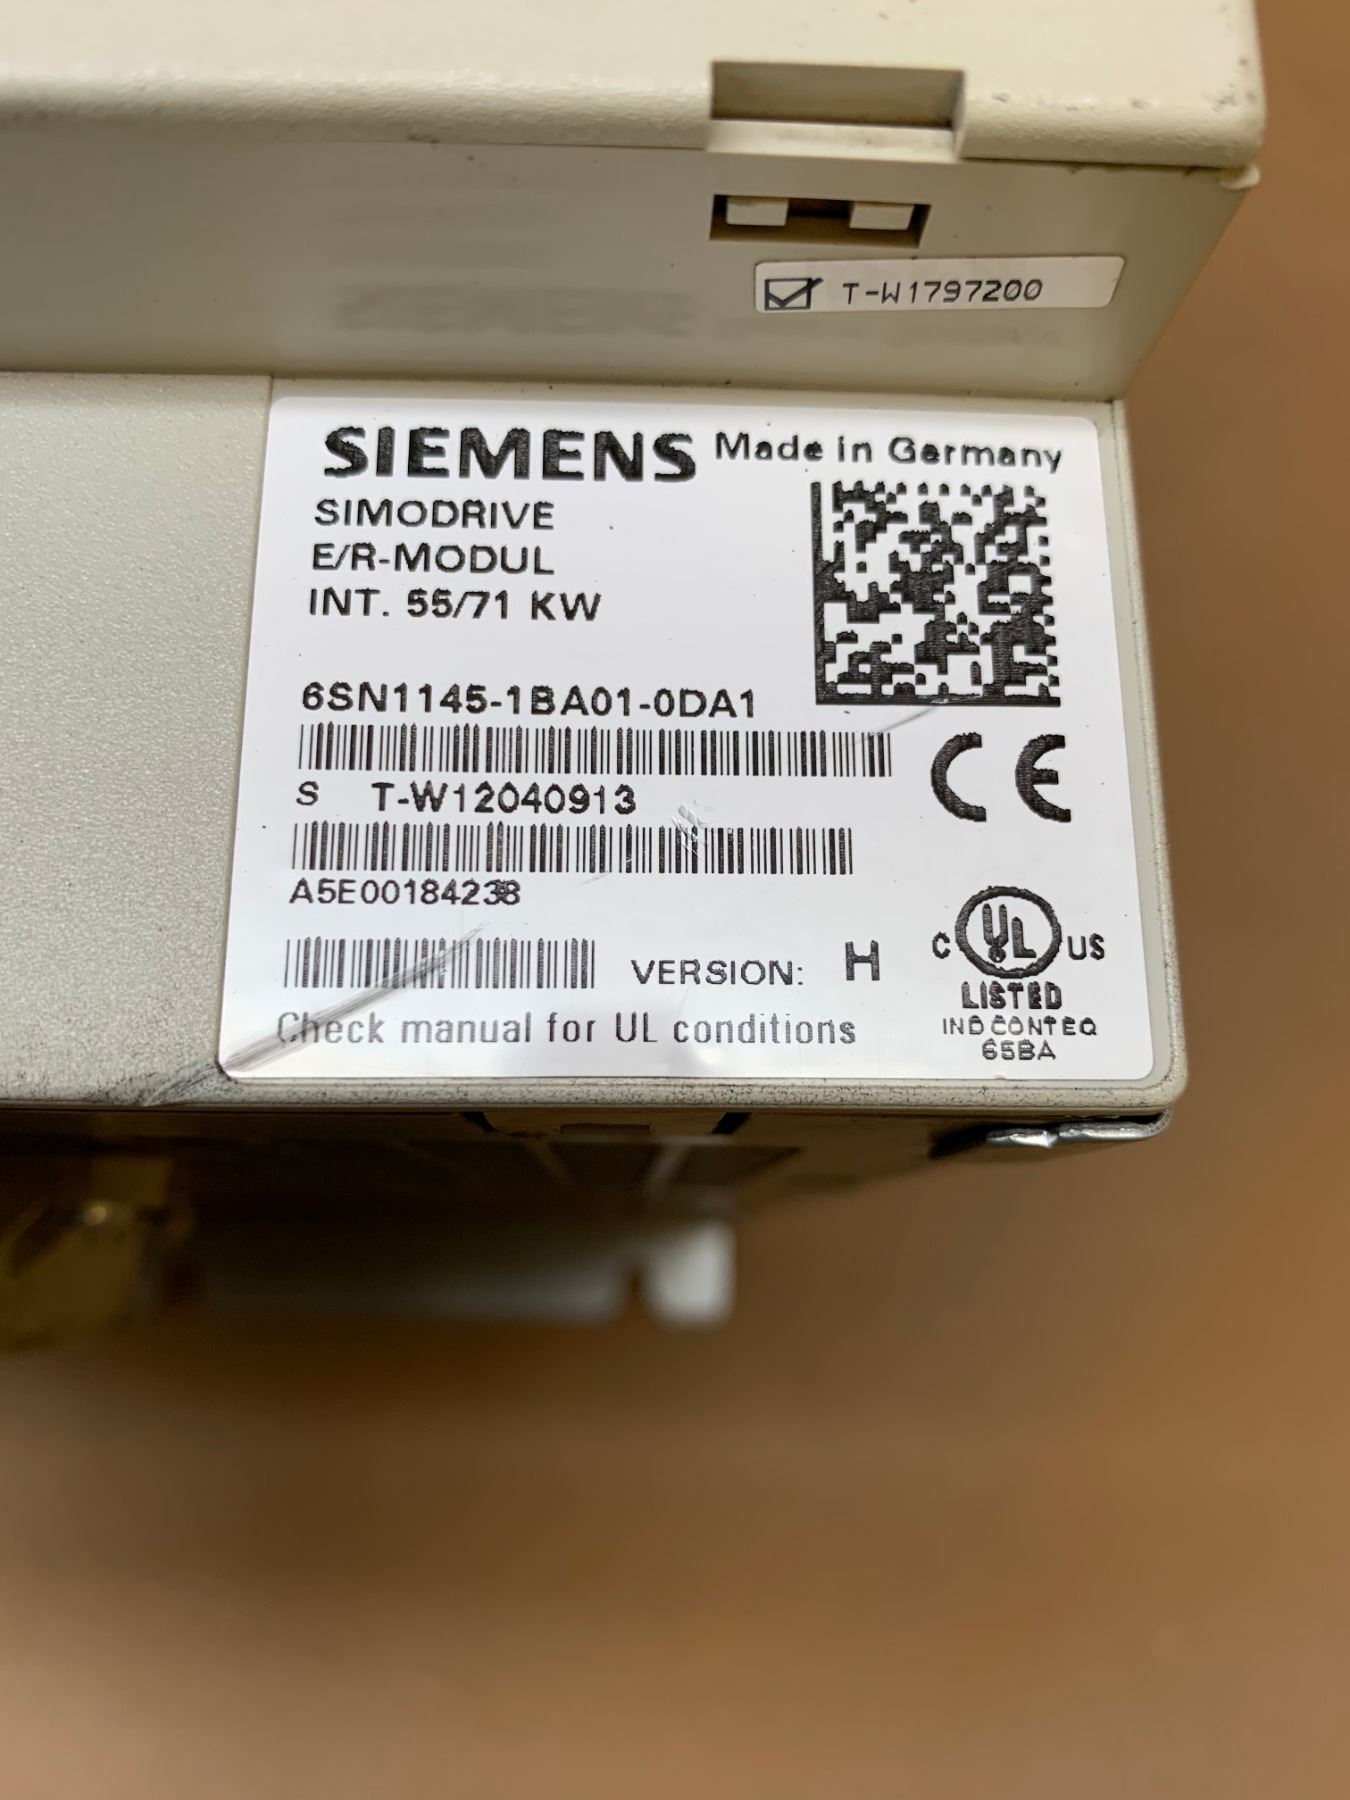 T-W1797200
SIEMENS Made in Germany
SIMODRIVE
E/R-MODUL
INT. 55/71 KW
6SN1145-1BA01-0DA1
S T-W12040913
A5E00184238
VERSION: H
Check manual for UL conditions
CE
C UL US
LISTED
IND CONT EQ
65BA